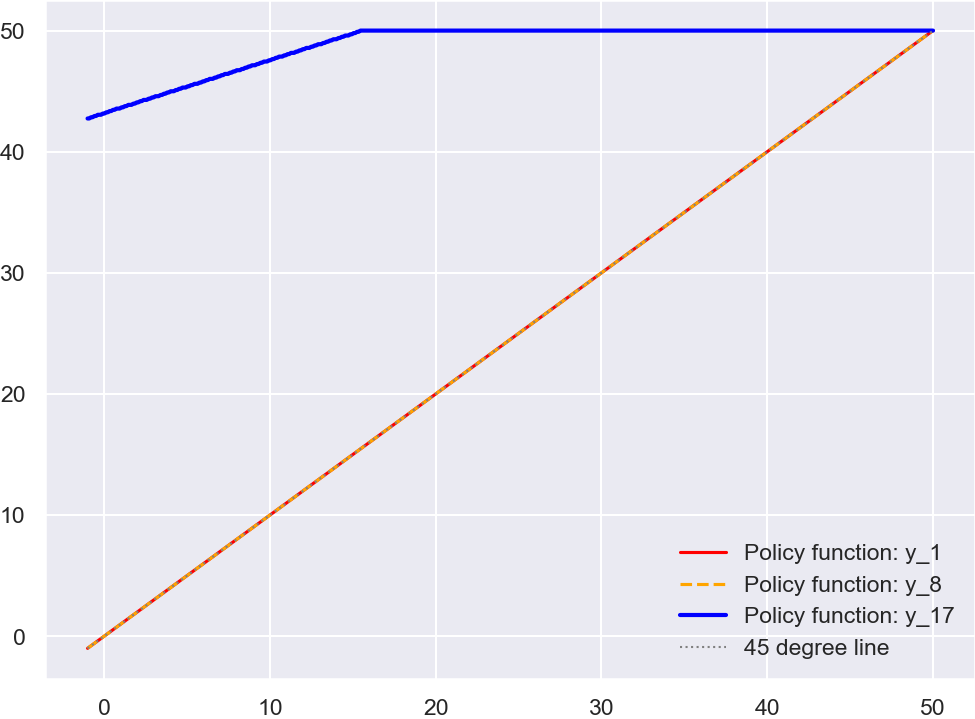 50
40
30
20
10
0
Policy function: y_1
Policy function: y_8
Policy function: y_17
45 degree line
0 10 20 30 40 50